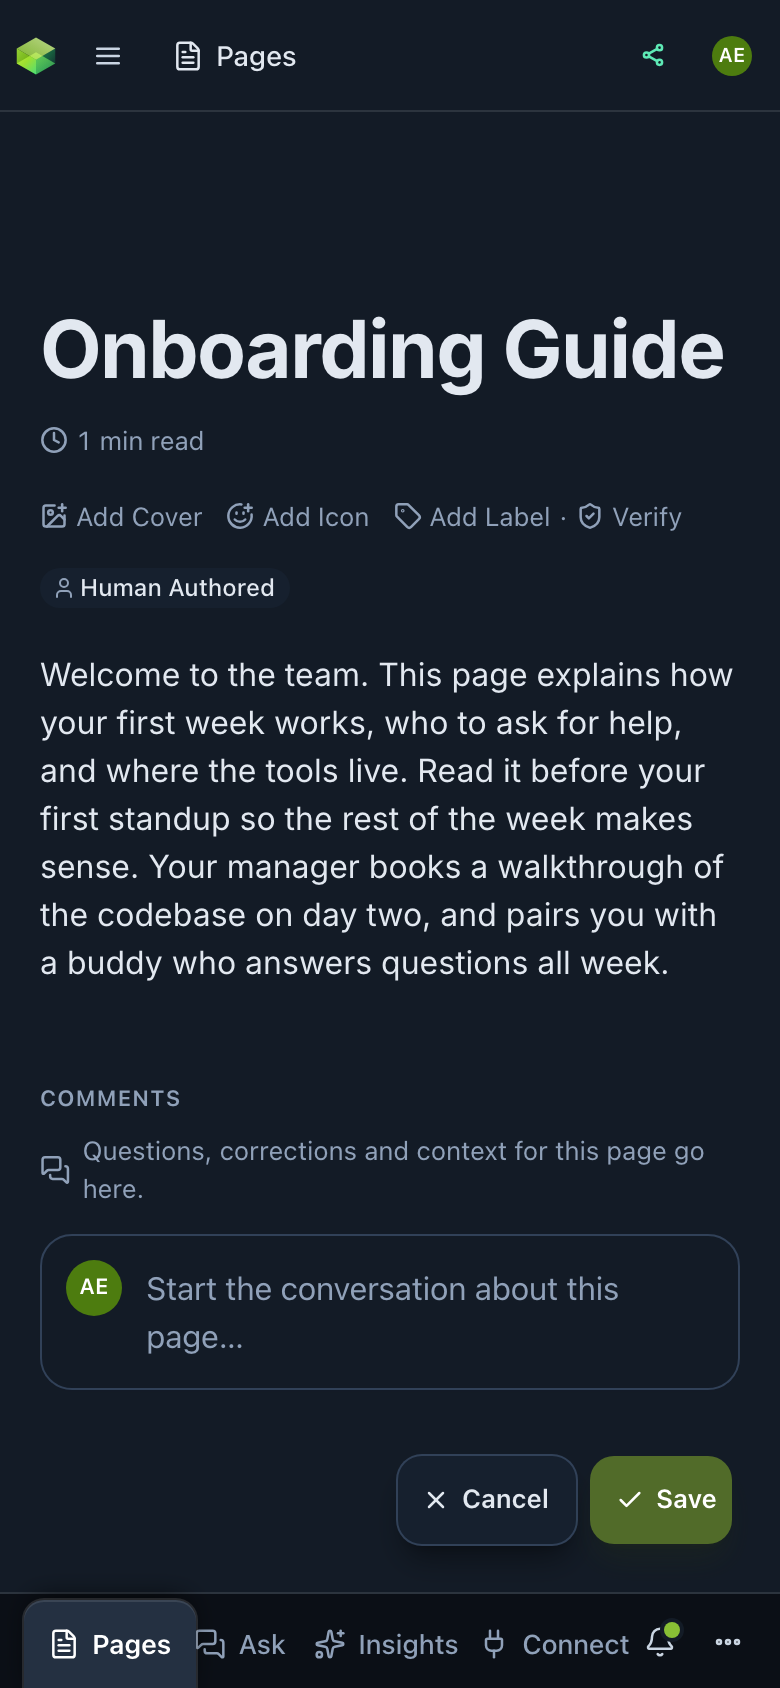 Pages
AE
Onboarding Guide
1 min read
Add Cover Add Icon Add Label · Verify
Human Authored
Welcome to the team. This page explains how
your first week works, who to ask for help,
and where the tools live. Read it before your
first standup so the rest of the week makes
sense. Your manager books a walkthrough of
the codebase on day two, and pairs you with
a buddy who answers questions all week.
COMMENTS
Questions, corrections and context for this page go
here.
AE
Start the conversation about this
page...
Cancel Save
Pages Ask Insights Connect